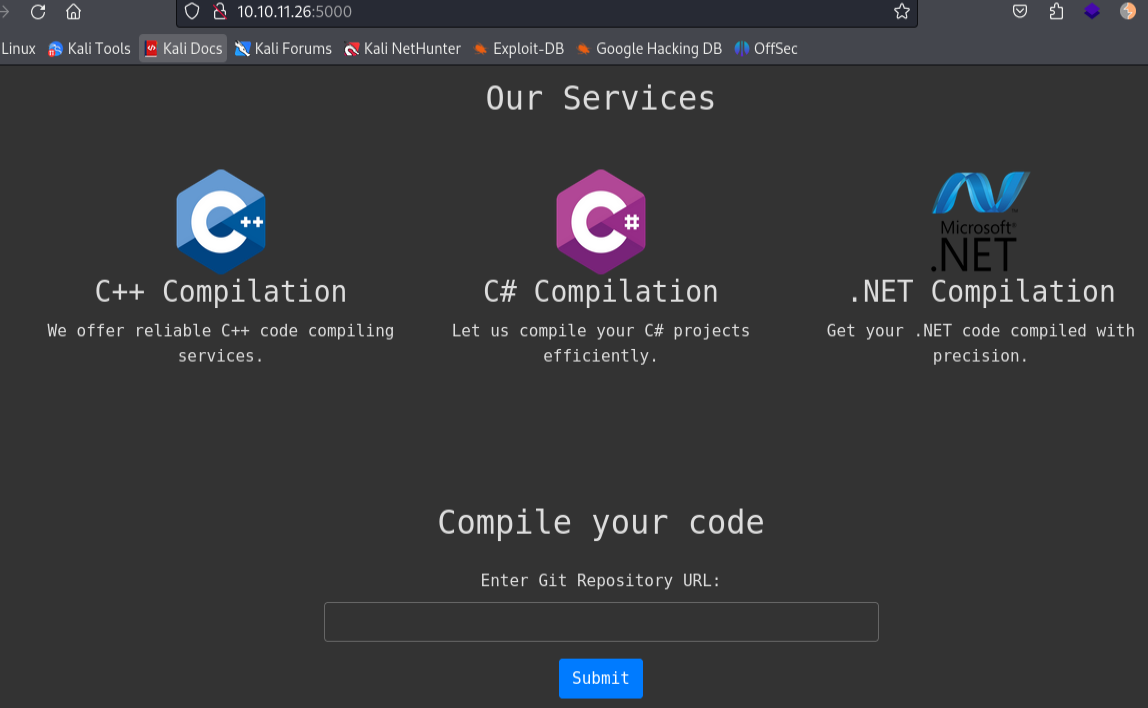 10.10.11.26:5000
Linux Kali Tools Kali Docs Kali Forums Kali NetHunter Exploit-DB Google Hacking DB OffSec
Our Services
C++
C#
Microsoft®
.NET
C++ Compilation
C# Compilation
.NET Compilation
We offer reliable C++ code compiling
services.
Let us compile your C# projects
efficiently.
Get your .NET code compiled with
precision.
Compile your code
Enter Git Repository URL:
Submit